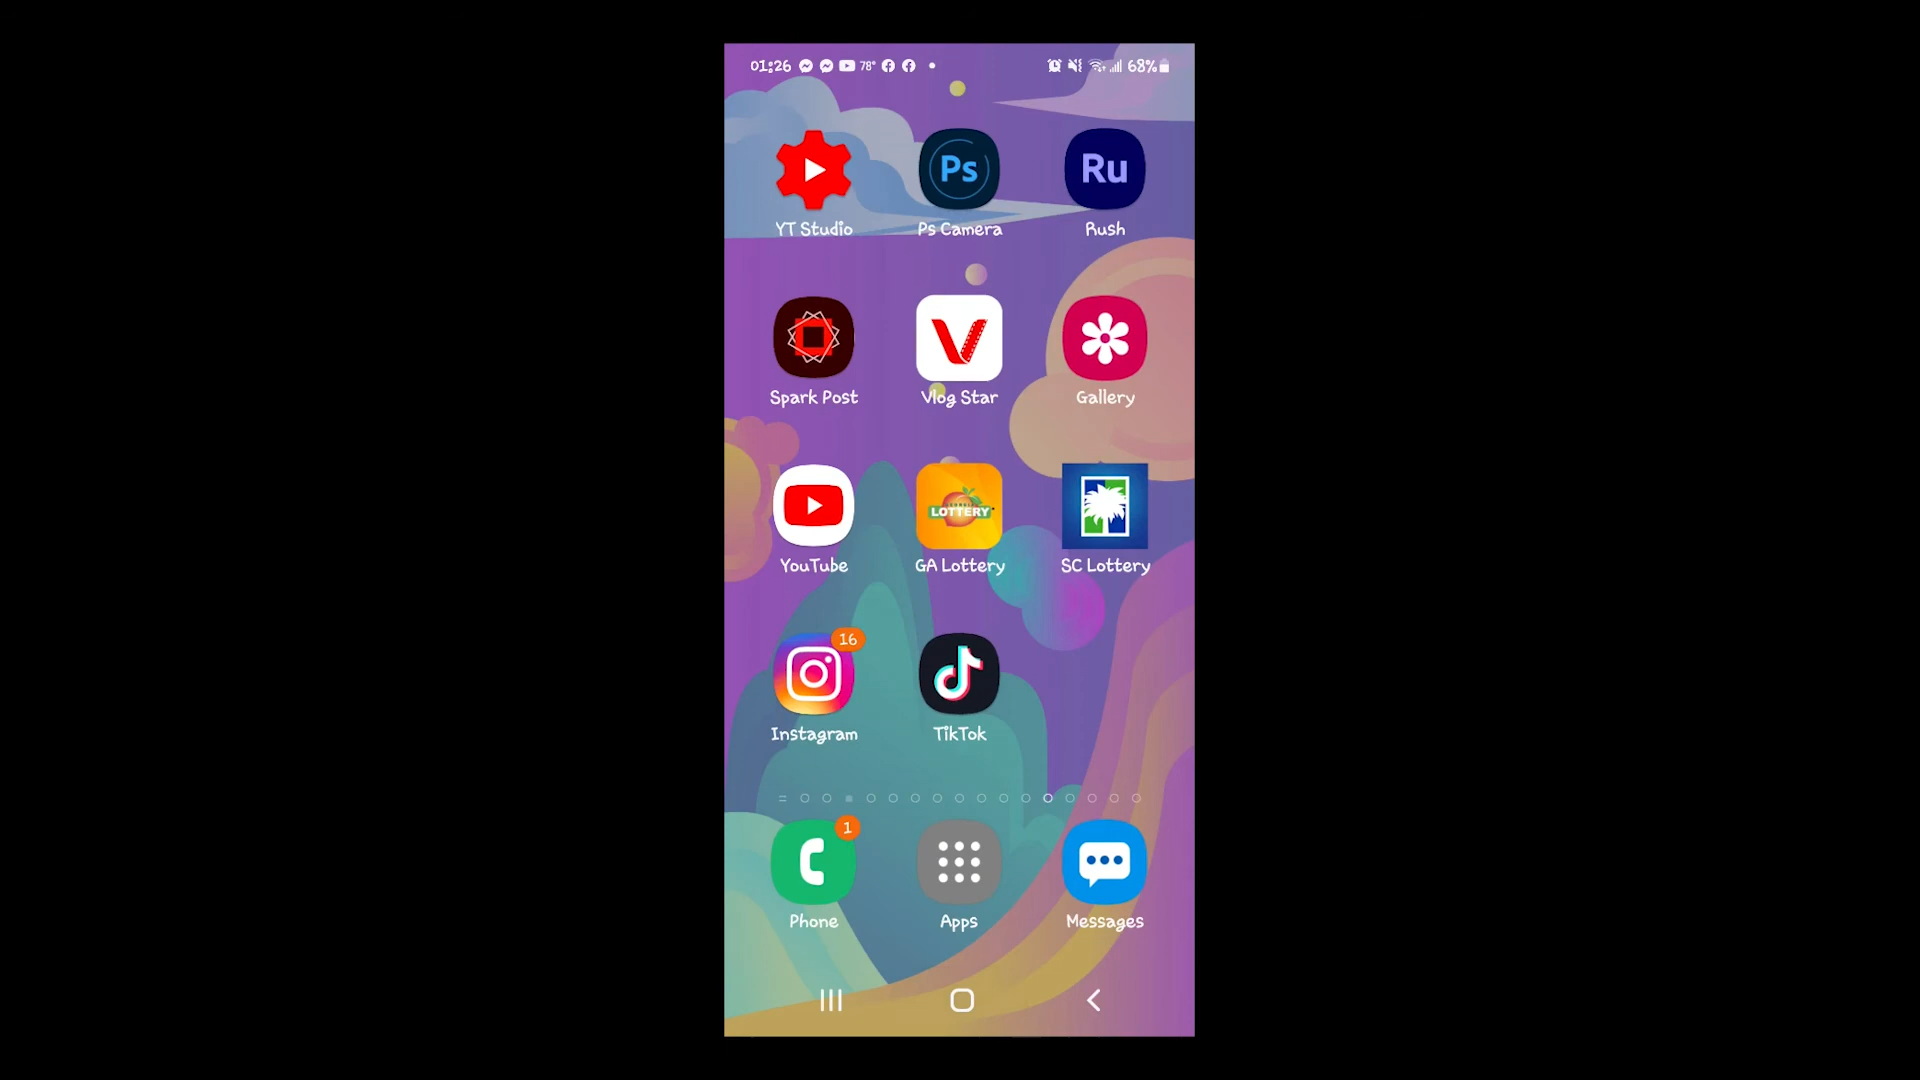 01:26 78° 68%
Ps Ru
YT Studio Ps Camera Rush
Spark Post Vlog Star Gallery
LOTTERY
YouTube GA Lottery SC Lottery
16
Instagram TikTok
1
Phone Apps Messages